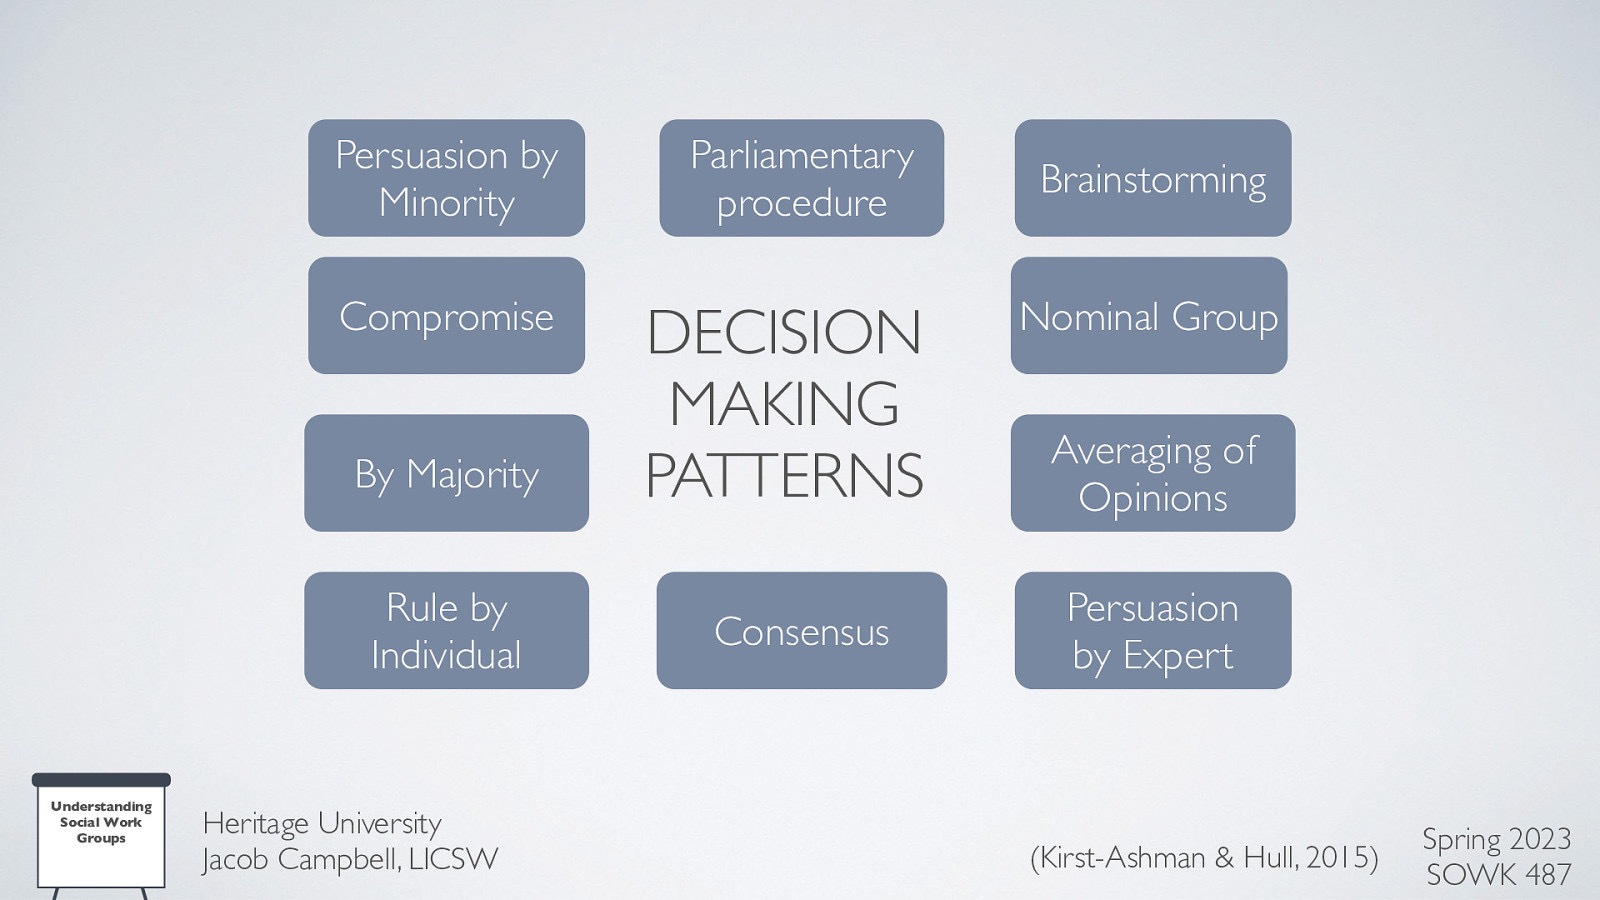 Persuasion by
Minority
Parliamentary
procedure
Brainstorming
Compromise
Nominal Group
DECISION
MAKING
PATTERNS
By Majority
Averaging of
Opinions
Rule by
Individual
Consensus
Persuasion
by Expert
Understanding
Social Work
Groups
Heritage University
Jacob Campbell, LICSW
(Kirst-Ashman & Hull, 2015)
Spring 2023
SOWK 487